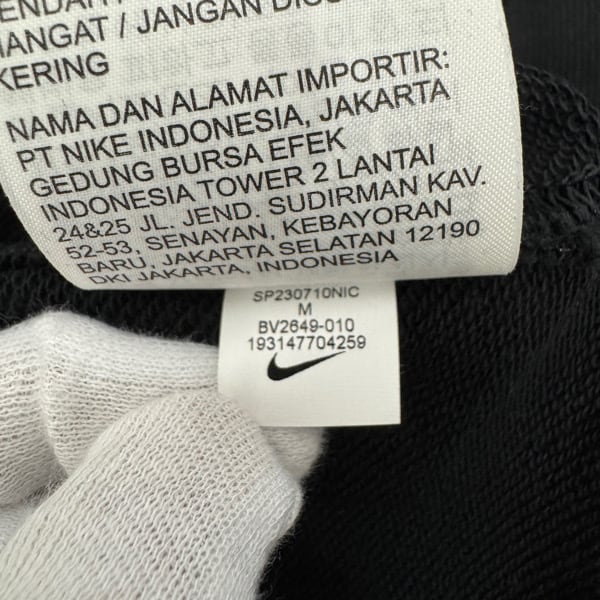 HANGAT / JANGAN
KERING
NAMA DAN ALAMAT IMPORTIR:
PT NIKE INDONESIA, JAKARTA
GEDUNG BURSA EFEK
INDONESIA TOWER 2 LANTAI
24&25 JL. JEND. SUDIRMAN KAV.
52-53, SENAYAN, KEBAYORAN
BARU, JAKARTA SELATAN 12190
DKI JAKARTA, INDONESIA
SP230710NIC
M
BV2649-010
193147704259